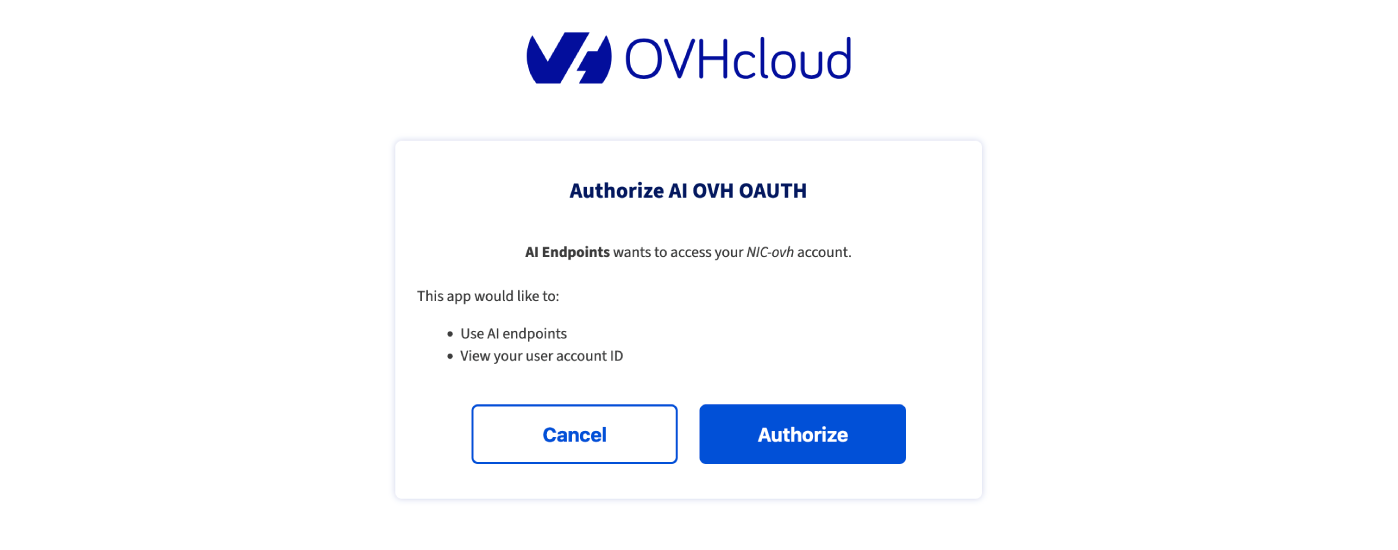 OVHcloud
Authorize AI OVH OAUTH
AI Endpoints wants to access your NIC-ovh account.
This app would like to:
• Use AI endpoints
• View your user account ID
Cancel
Authorize